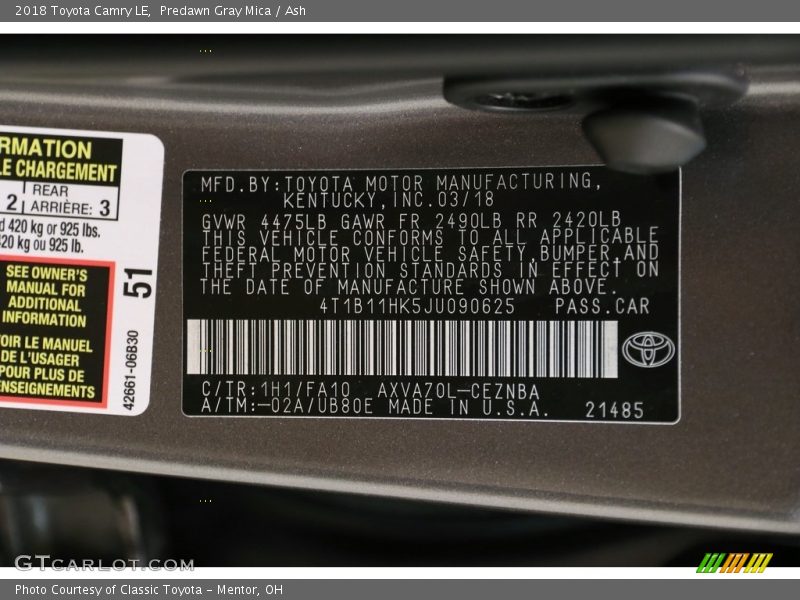 2018 Toyota Camry LE, Predawn Gray Mica / Ash
RMATION
LE CHARGEMENT
2 REAR
ARRIÈRE: 3
d 420 kg or 925 lbs.
420 kg ou 925 lb.
SEE OWNER'S
MANUAL FOR
ADDITIONAL
INFORMATION
OIR LE MANUEL
DE L'USAGER
POUR PLUS DE
ENSEIGNEMENTS
51
42661-06B30
MFD.BY:TOYOTA MOTOR MANUFACTURING,
KENTUCKY,INC.03/18
GVWR 4475LB GAWR FR 2490LB RR 2420LB
THIS VEHICLE CONFORMS TO ALL APPLICABLE
FEDERAL MOTOR VEHICLE SAFETY,BUMPER,AND
THEFT PREVENTION STANDARDS IN EFFECT ON
THE DATE OF MANUFACTURE SHOWN ABOVE.
4T1B11HK5JU090625 PASS.CAR
C/TR:1H1/FA10 AXVA70L-CEZNBA
A/TM:-02A/UB80E MADE IN U.S.A. 21485
GTCARLOT.COM
Photo Courtesy of Classic Toyota - Mentor, OH